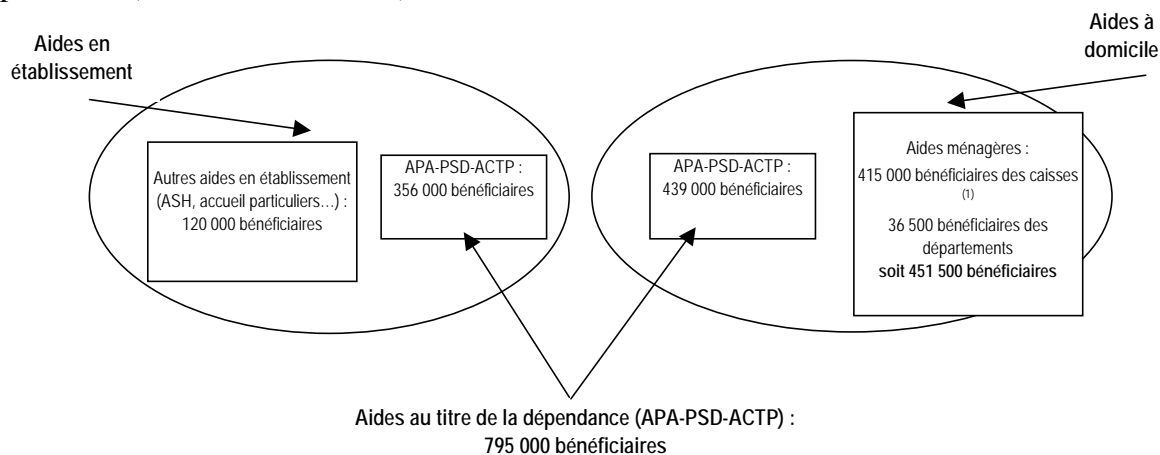 Aides en
établissement
Aides à
domicile
Autres aides en établissement
(ASH, accueil particuliers…) :
120 000 bénéficiaires
APA-PSD-ACTP :
356 000 bénéficiaires
APA-PSD-ACTP :
439 000 bénéficiaires
Aides ménagères :
415 000 bénéficiaires des caisses
(1)
36 500 bénéficiaires des
départements
soit 451 500 bénéficiaires
Aides au titre de la dépendance (APA-PSD-ACTP) :
795 000 bénéficiaires